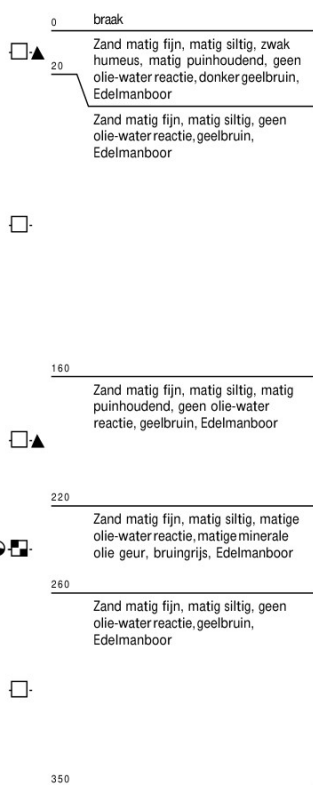 0 braak
Zand matig fijn, matig siltig, zwak
humeus, matig puinhoudend, geen
20
olie-water reactie, donkergeelbruin,
Edelmanboor
Zand matig fijn, matig siltig, geen
olie-water reactie, geelbruin,
Edelmanboor
160
Zand matig fijn, matig siltig, matig
puinhoudend, geen olie-water
reactie, geelbruin, Edelmanboor
220
Zand matig fijn, matig siltig, matige
olie-water reactie, matige minerale
olie geur, bruingrijs, Edelmanboor
260
Zand matig fijn, matig siltig, geen
olie-water reactie, geelbruin,
Edelmanboor
350